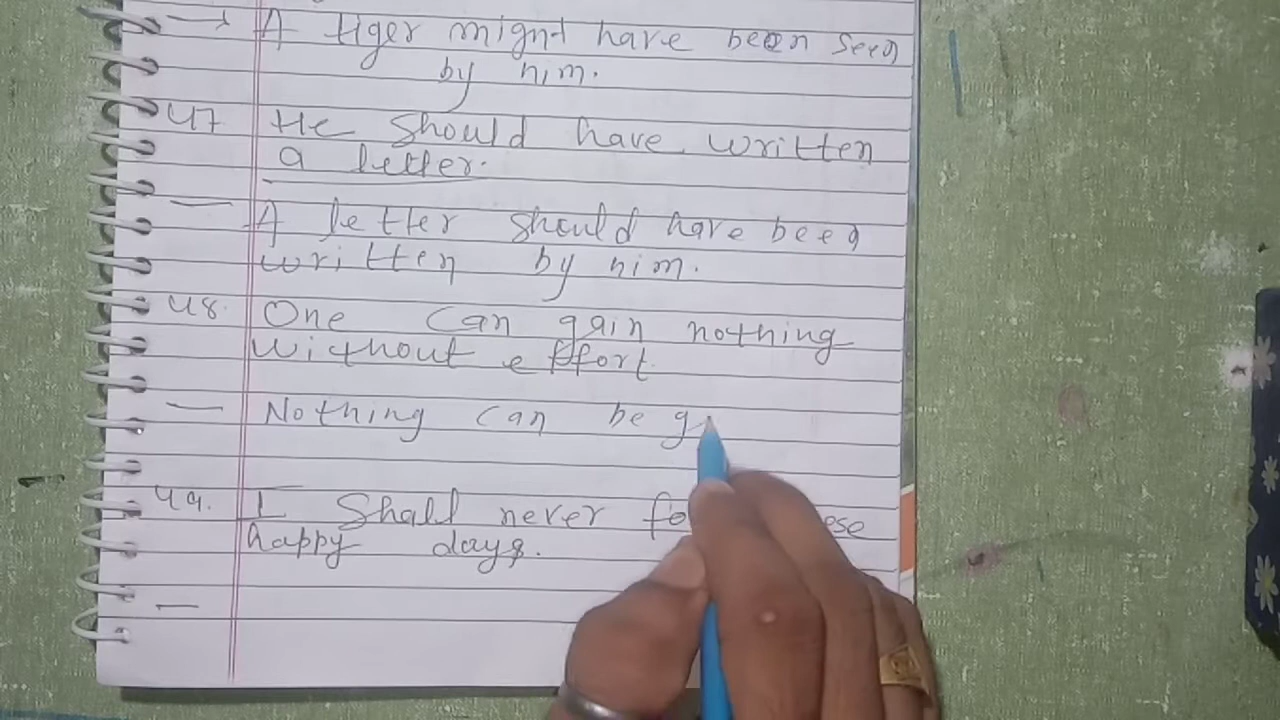 → A tiger might have been seen
by him.
47 He should have written
a letter.
— A letter should have been
written by him.
48. One can gain nothing
without effort.
— Nothing can be g
49. I shall never ese
happy days.
—